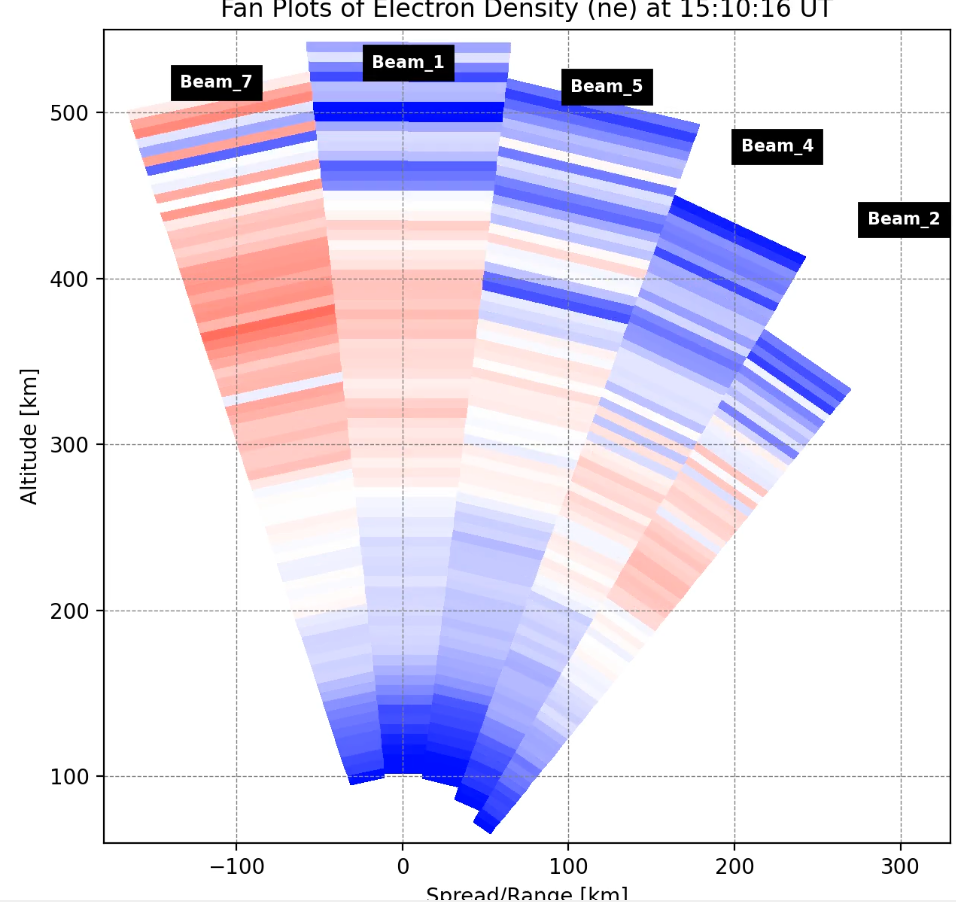 Fan Plots of Electron Density (ne) at 15:10:16 UT
Beam_1
Beam_7
Beam_5
Beam_4
Beam_2
Altitude [km]
500
400
300
200
100
−100
0
100
200
300
Spread/Range [km]